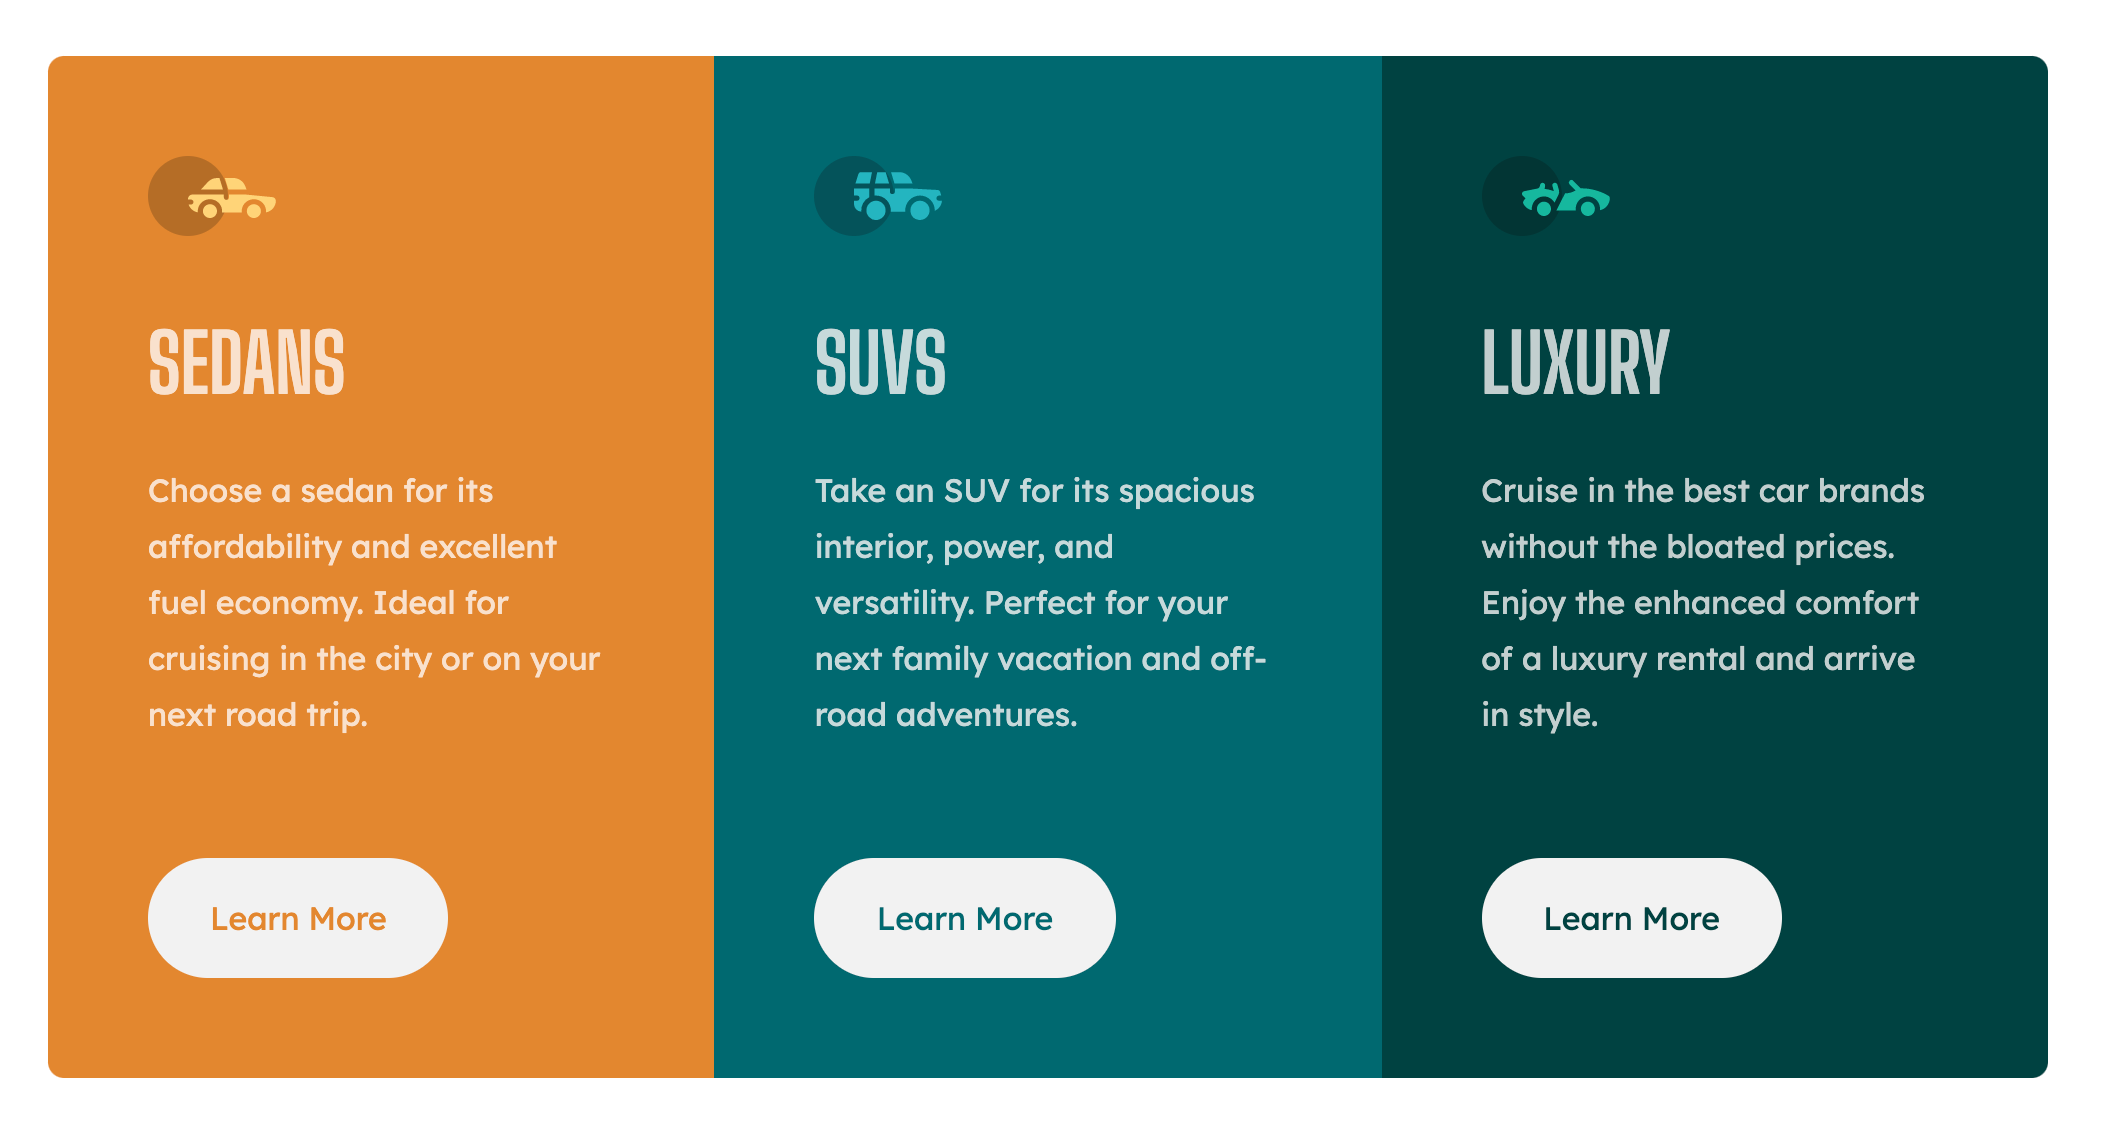 SEDANS
Choose a sedan for its
affordability and excellent
fuel economy. Ideal for
cruising in the city or on your
next road trip.
Learn More
SUVS
Take an SUV for its spacious
interior, power, and
versatility. Perfect for your
next family vacation and off-
road adventures.
Learn More
LUXURY
Cruise in the best car brands
without the bloated prices.
Enjoy the enhanced comfort
of a luxury rental and arrive
in style.
Learn More